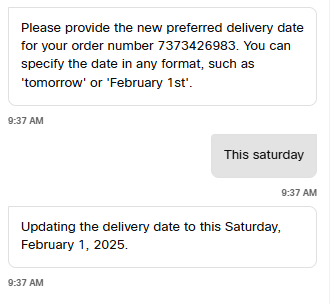 Please provide the new preferred delivery date
for your order number 7373426983. You can
specify the date in any format, such as
'tomorrow' or 'February 1st'.
9:37 AM
This saturday
9:37 AM
Updating the delivery date to this Saturday,
February 1, 2025.
9:37 AM